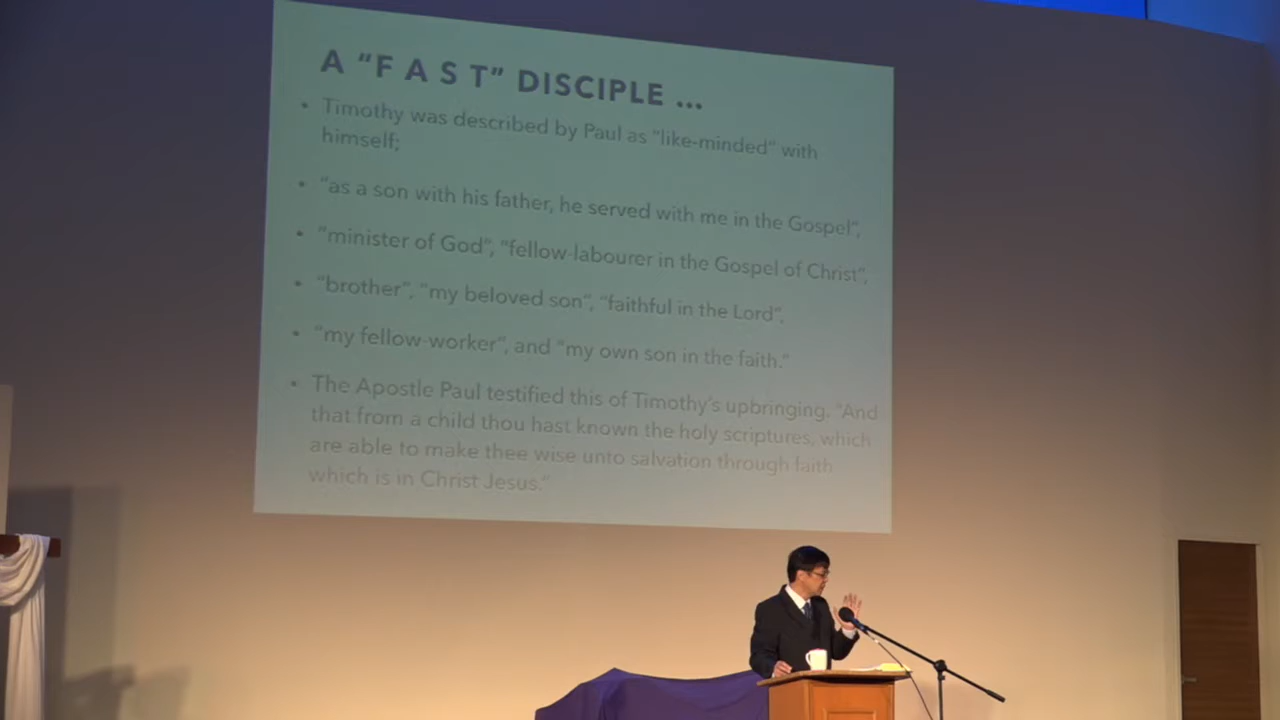 A “F A S T” DISCIPLE ...
• Timothy was described by Paul as “like-minded” with
himself;
• “as a son with his father, he served with me in the Gospel”,
• “minister of God”, “fellow-labourer in the Gospel of Christ”,
• “brother”, “my beloved son”, “faithful in the Lord”,
• “my fellow-worker”, and “my own son in the faith.”
• The Apostle Paul testified this of Timothy’s upbringing. “And
that from a child thou hast known the holy scriptures, which
are able to make thee wise unto salvation through faith
which is in Christ Jesus.”